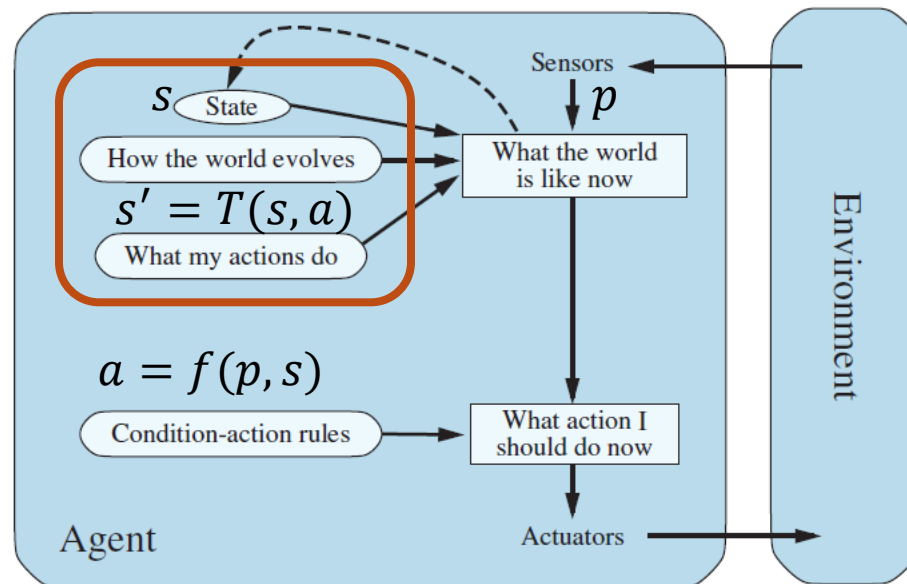 Sensors
s
State
p
How the world evolves
What the world
is like now
s′ = T(s, a)
What my actions do
Environment
a = f(p, s)
Condition-action rules
What action I
should do now
Agent
Actuators